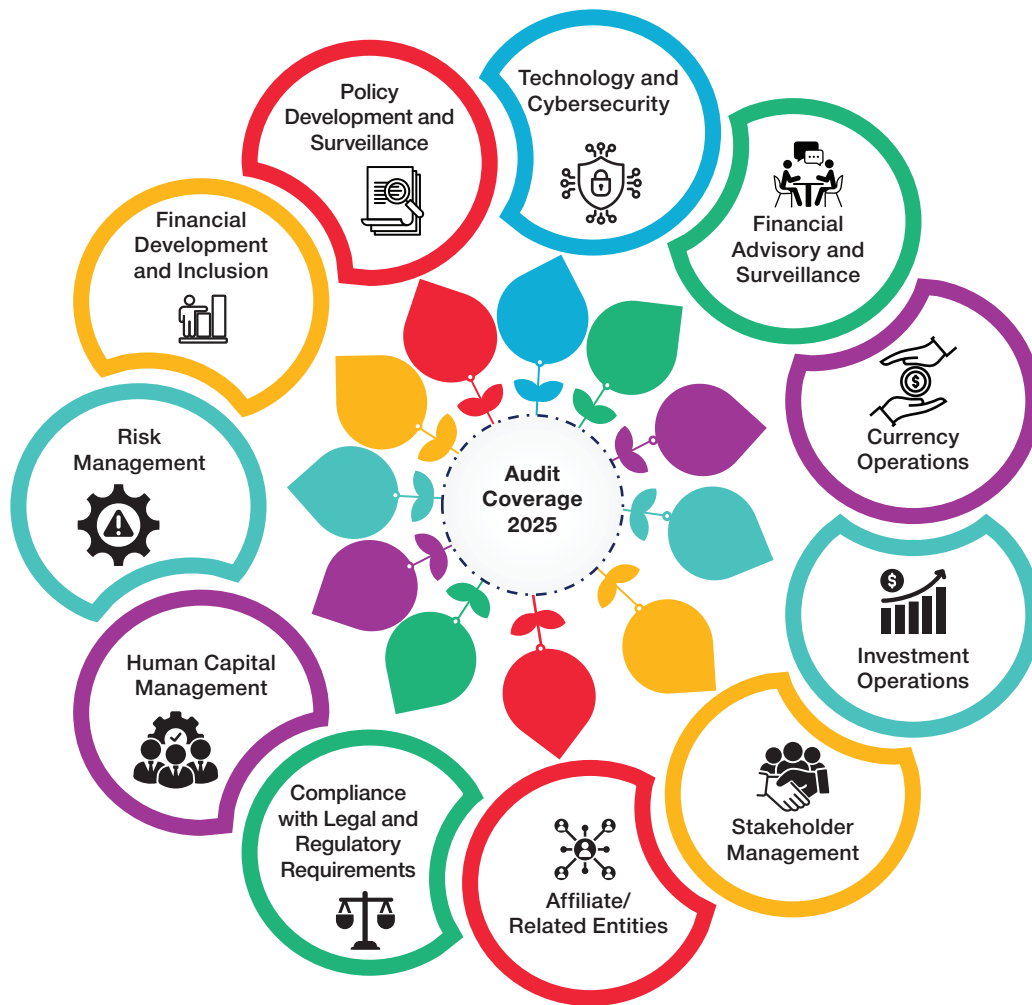 Audit
Coverage
2025
Technology and
Cybersecurity
Financial
Advisory and
Surveillance
Currency
Operations
Investment
Operations
Stakeholder
Management
Affiliate/
Related Entities
Compliance
with Legal and
Regulatory
Requirements
Human Capital
Management
Risk
Management
Financial
Development
and Inclusion
Policy
Development and
Surveillance
$
$